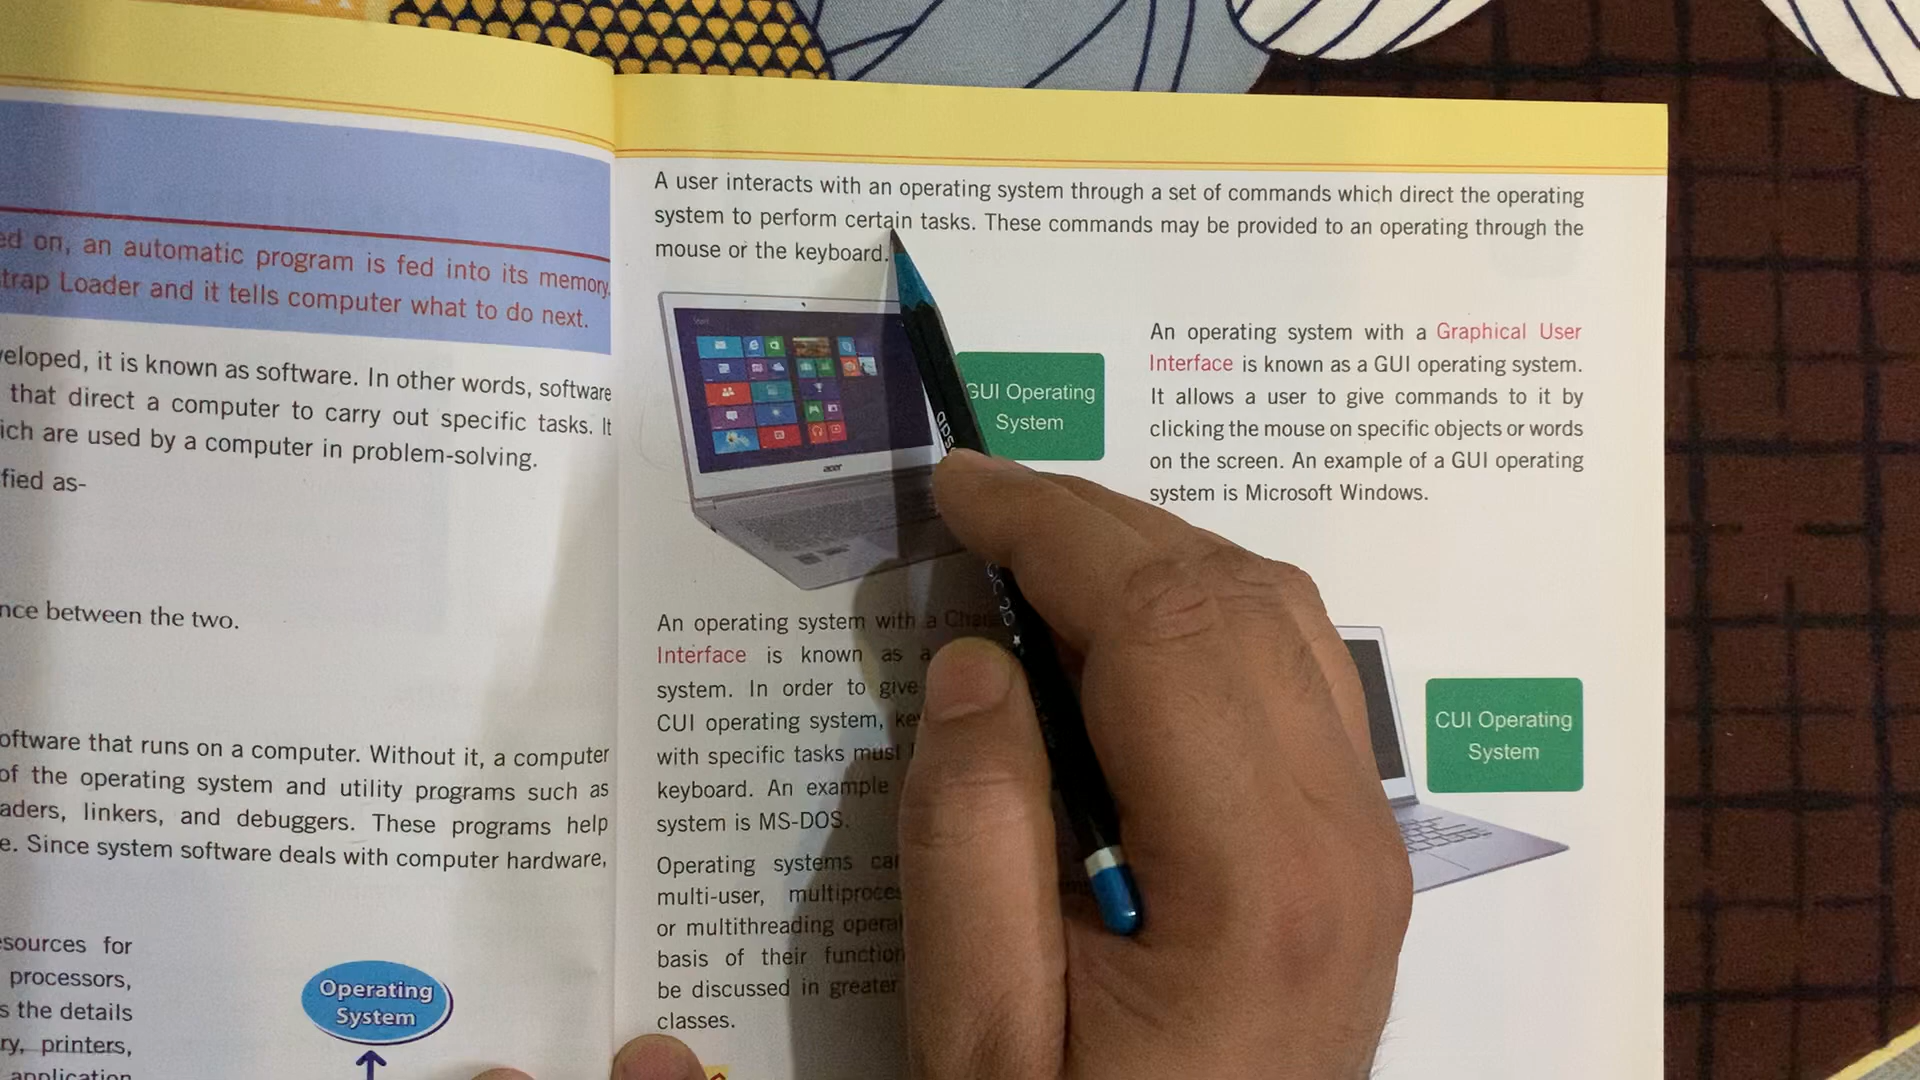 ed on, an automatic program is fed into its memory.
trap Loader and it tells computer what to do next.
veloped, it is known as software. In other words, software
that direct a computer to carry out specific tasks. It
ich are used by a computer in problem-solving.
fied as-
nce between the two.
oftware that runs on a computer. Without it, a computer
of the operating system and utility programs such as
aders, linkers, and debuggers. These programs help
e. Since system software deals with computer hardware,
sources for
processors,
s the details
ry, printers,
application
Operating
System
A user interacts with an operating system through a set of commands which direct the operating
system to perform certain tasks. These commands may be provided to an operating through the
mouse or the keyboard.
Start
acer
GUI Operating
System
An operating system with a Graphical User
Interface is known as a GUI operating system.
It allows a user to give commands to it by
clicking the mouse on specific objects or words
on the screen. An example of a GUI operating
system is Microsoft Windows.
An operating system with a Chara
Interface is known as a
system. In order to give
CUI operating system, key
with specific tasks must
keyboard. An example
system is MS-DOS.
CUI Operating
System
Operating systems can
multi-user, multiproces
or multithreading opera
basis of their function
be discussed in greater
classes.